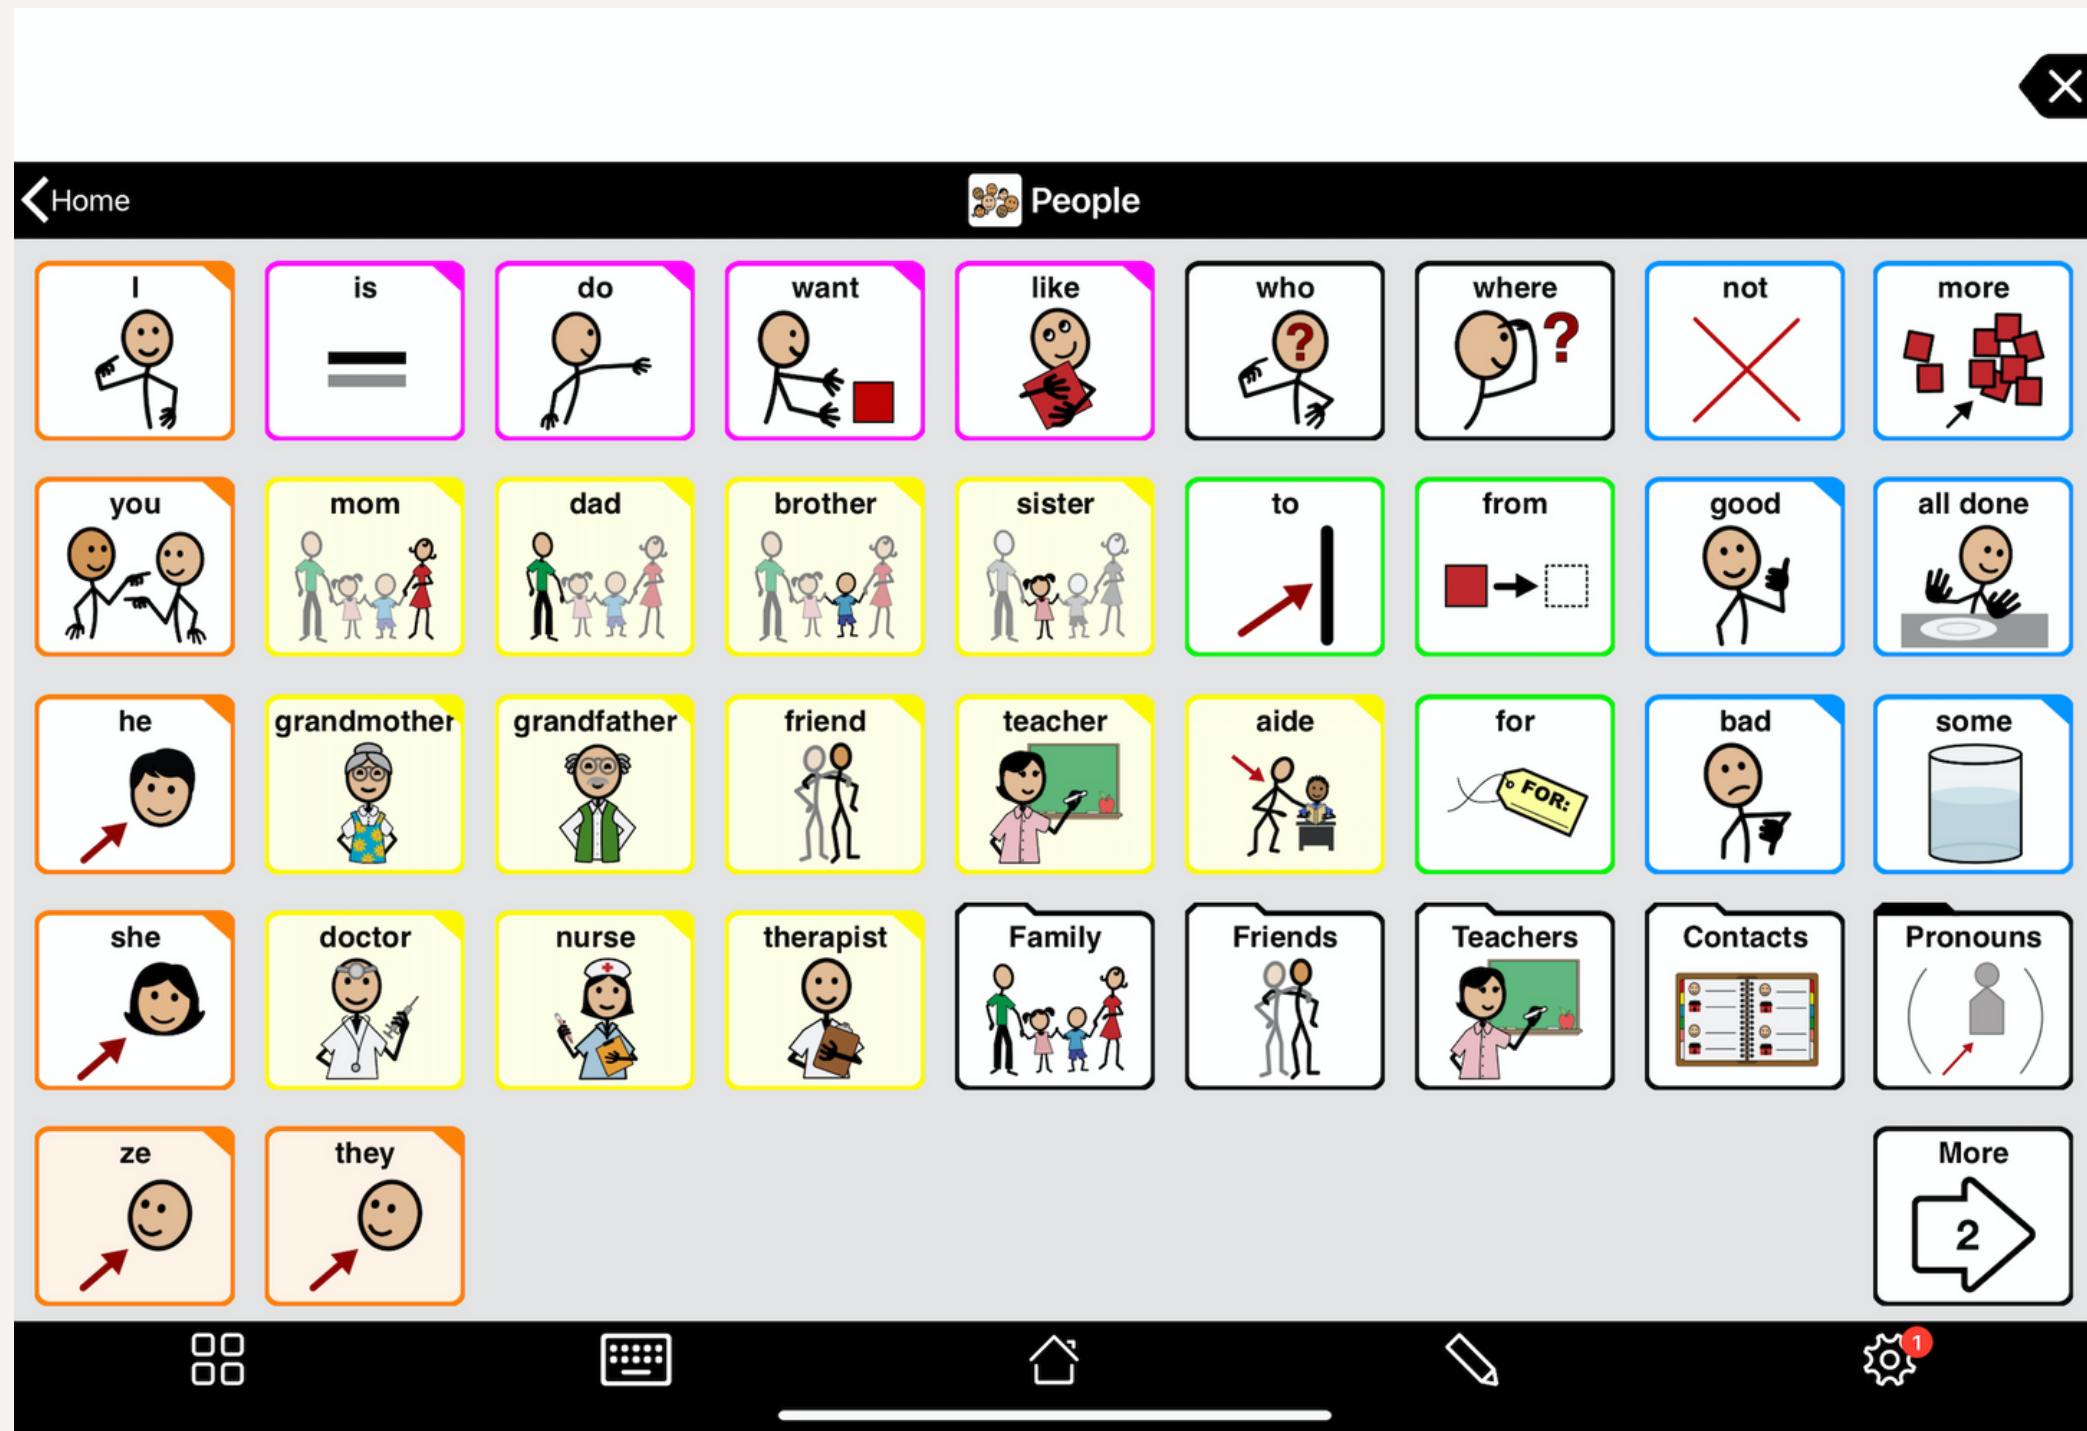 Home
People
I
is
do
want
like
who
where
not
more
?
?
you
mom
dad
brother
sister
to
from
good
all done
he
grandmother
grandfather
friend
teacher
aide
for
bad
some
FOR:
she
doctor
nurse
therapist
Family
Friends
Teachers
Contacts
Pronouns
ze
they
More
2
1